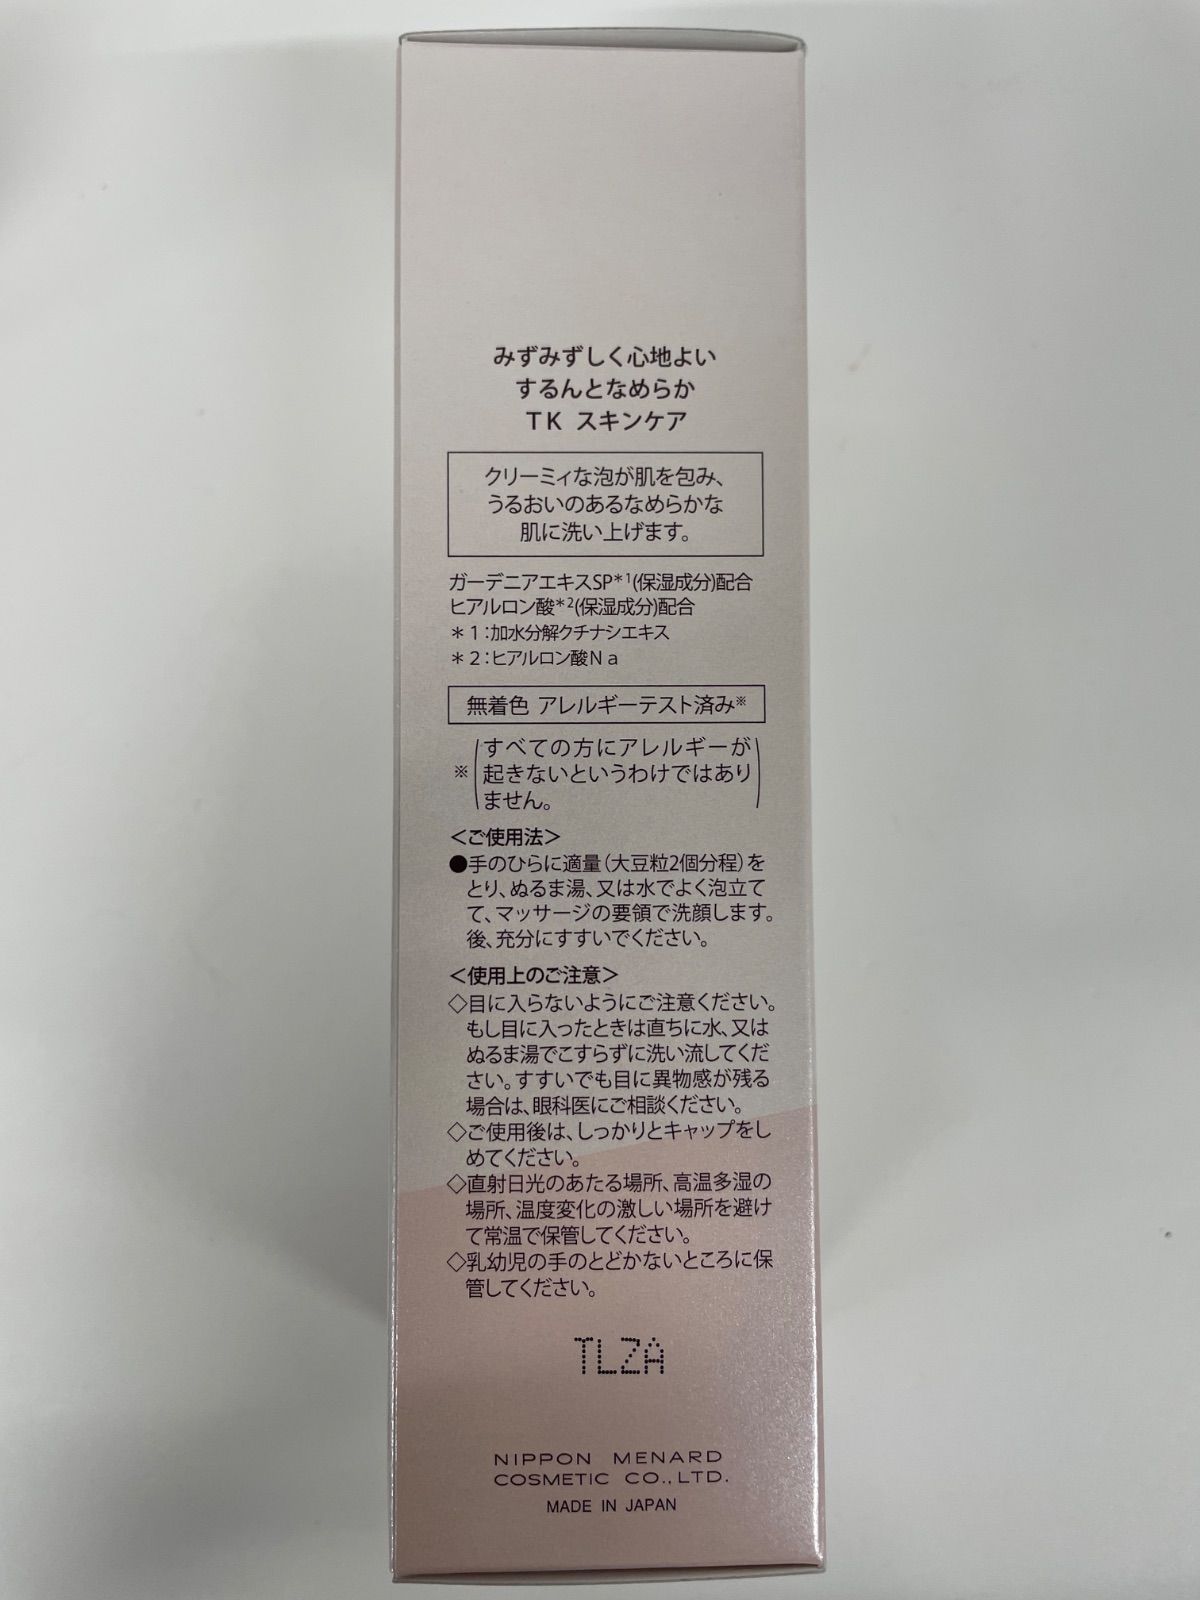 みずみずしく心地よい
するんとなめらか
TK スキンケア
クリーミィな泡が肌を包み、
うるおいのあるなめらかな
肌に洗い上げます。
ガーデニアエキスSP＊1(保湿成分)配合
ヒアルロン酸＊2(保湿成分)配合
＊1：加水分解クチナシエキス
＊2：ヒアルロン酸Ｎａ
無着色 アレルギーテスト済み※
すべての方にアレルギーが
※ 起きないというわけではあり
ません。
＜ご使用法＞
●手のひらに適量（大豆粒2個分程）を
とり、ぬるま湯、又は水でよく泡立て
て、マッサージの要領で洗顔します。
後、充分にすすいでください。
＜使用上のご注意＞
◇目に入らないようにご注意ください。
もし目に入ったときは直ちに水、又は
ぬるま湯でこすらずに洗い流してくだ
さい。すすいでも目に異物感が残る
場合は、眼科医にご相談ください。
◇ご使用後は、しっかりとキャップをし
めてください。
◇直射日光のあたる場所、高温多湿の
場所、温度変化の激しい場所を避け
て常温で保管してください。
◇乳幼児の手のとどかないところに保
管してください。
TLZA
NIPPON MENARD
COSMETIC CO.,LTD.
MADE IN JAPAN